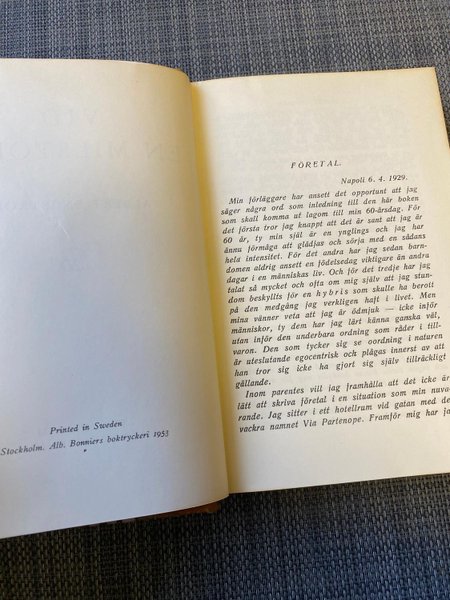 Printed in Sweden
Stockholm. Alb. Bonniers boktryckeri 1953
FÖRETAL.
Napoli 6. 4. 1929.
Min förläggare har ansett det opportunt att jag
säger några ord som inledning till den här boken
som skall komma ut lagom till min 60-årsdag. För
det första tror jag knappt att det är sant att jag är
60 år, ty min själ är en ynglings och jag har
ännu förmåga att glädjas och sörja med en sådans
hela intensitet. För det andra har jag sedan barn-
domen aldrig ansett en födelsedag viktigare än andra
dagar i en människas liv. Och för det tredje har jag
talat så mycket och ofta om mig själv att jag stun-
dom beskyllts för en hybris som skulle ha berott
på den medgång jag verkligen haft i livet. Men
mina vänner veta att jag är ödmjuk — icke inför
människor, ty dem har jag lärt känna ganska väl,
utan inför den underbara ordning som råder i till-
varon. Den som tycker sig se oordning i naturen
är uteslutande egocentrisk och plågas innerst av att
han tror sig icke ha gjort sig själv tillräckligt
gällande.
Inom parentes vill jag framhålla att det icke är
lätt att skriva företal i en situation som min nuva-
rande. Jag sitter i ett hotellrum vid gatan med de
vackra namnet Via Partenope. Framför mig har ja